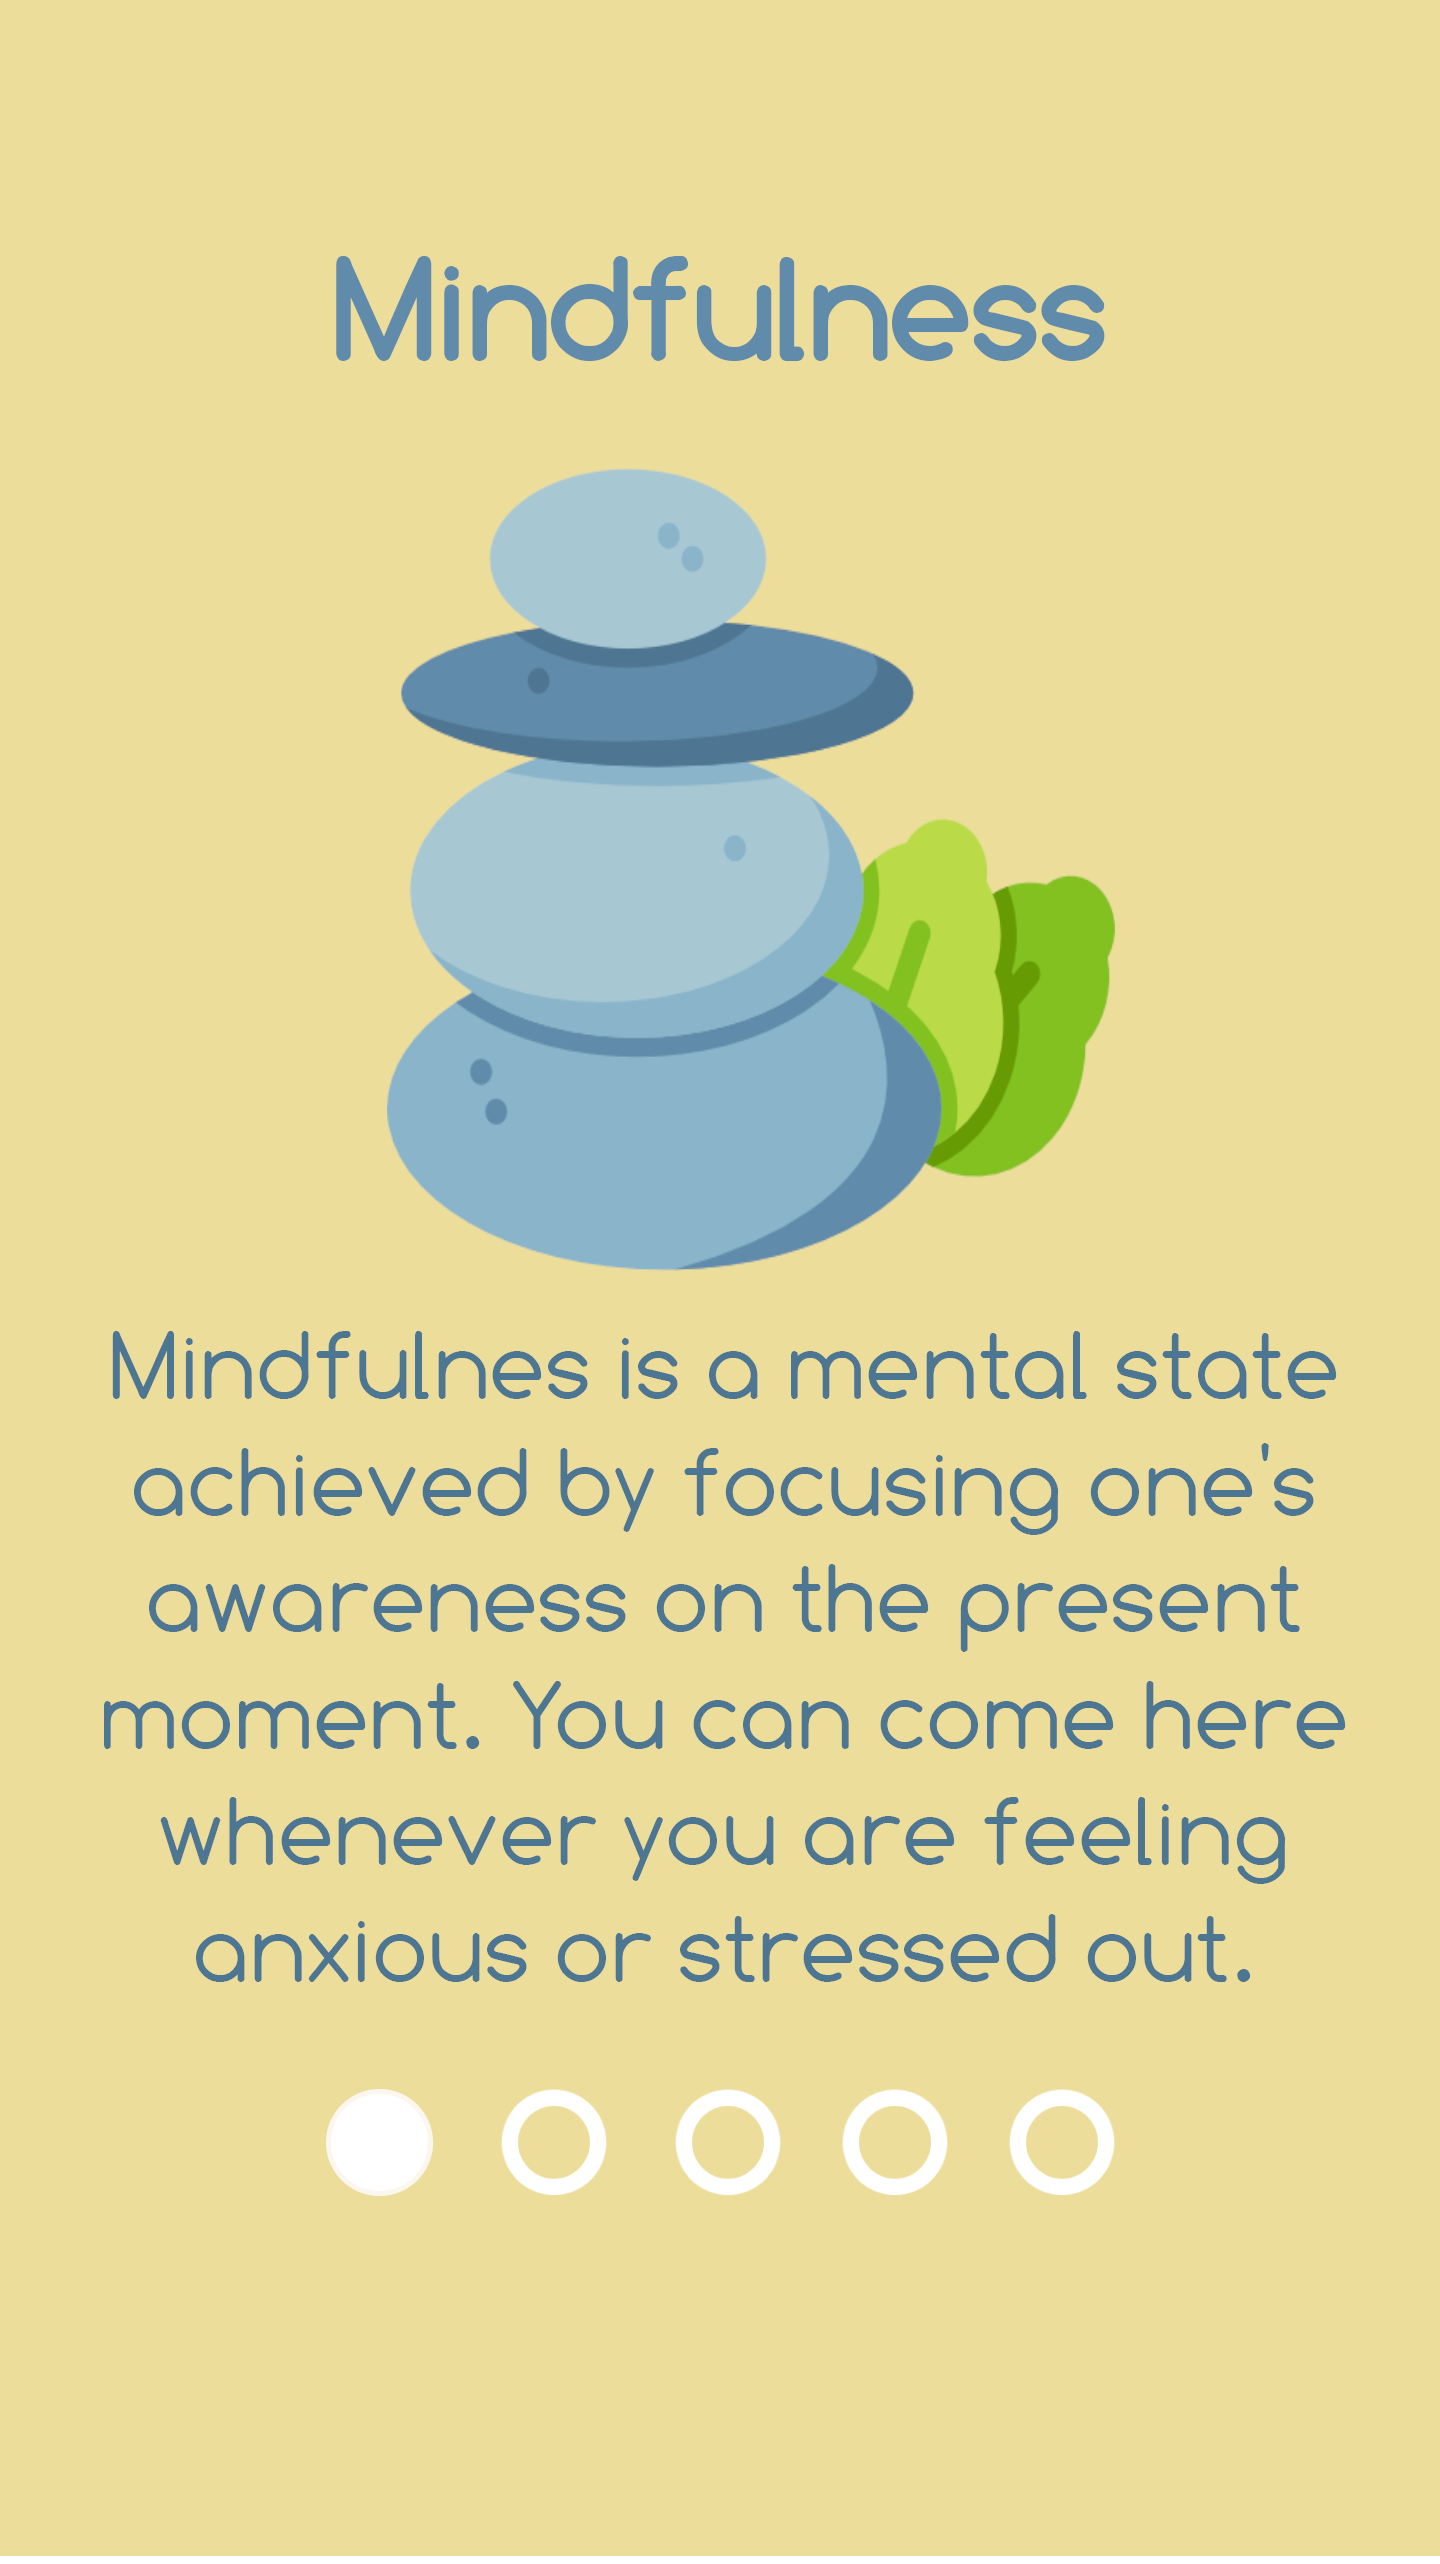 Mindfulness
Mindfulnes is a mental state
achieved by focusing one's
awareness on the present
moment. You can come here
whenever you are feeling
anxious or stressed out.